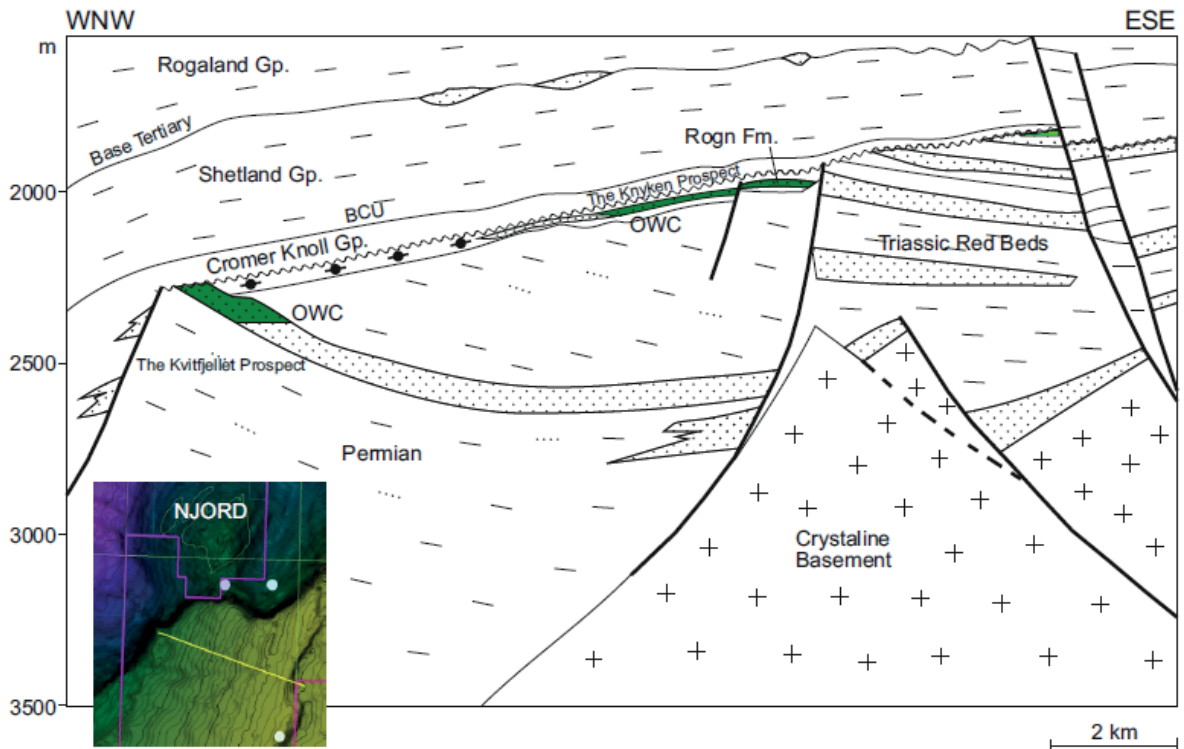 WNW
ESE
m
Rogaland Gp.
Base Tertiary
Rogn Fm.
Shetland Gp.
2000
The Knyken Prospect
BCU
OWC
Cromer Knoll Gp.
Triassic Red Beds
OWC
2500
The Kvitfjellet Prospect
Permian
NJORD
3000
Crystaline
Basement
3500
2 km